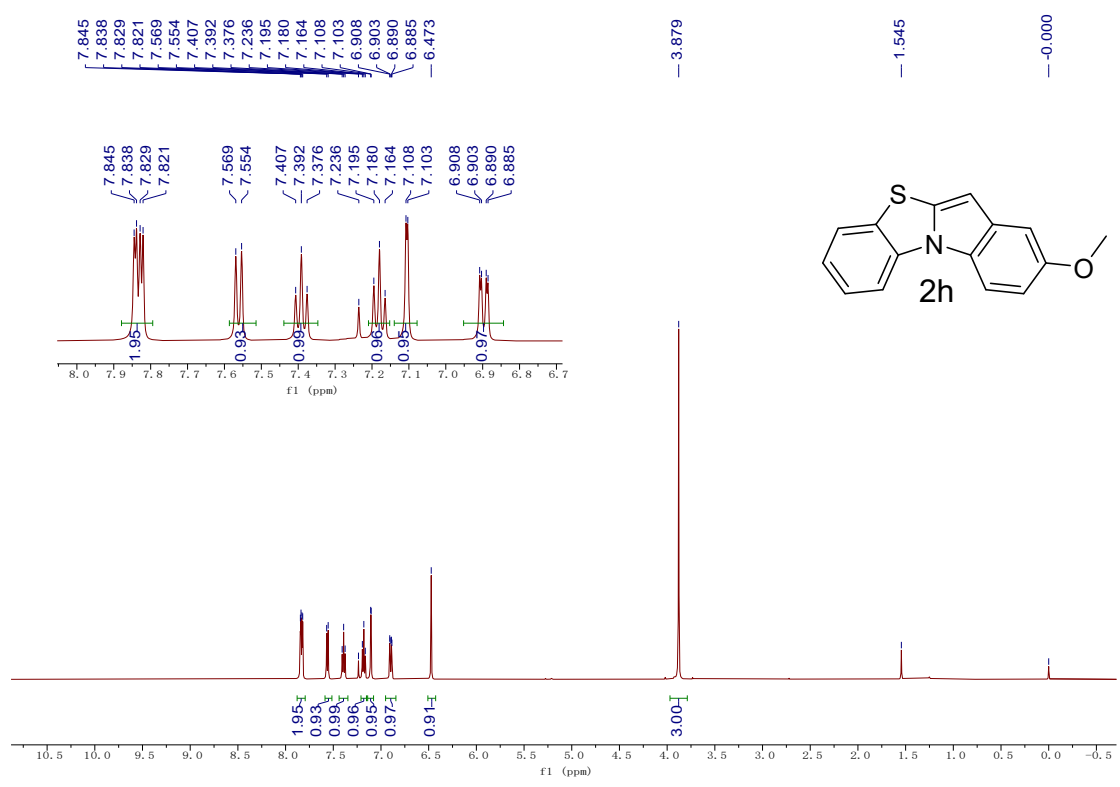 7.845 7.838 7.829 7.821 7.569 7.554 7.407 7.392 7.376 7.236 7.195 7.180 7.164 7.108 7.103 6.908 6.903 6.890 6.885 6.473 3.879 1.545 -0.000
7.845 7.838 7.829 7.821 7.569 7.554 7.407 7.392 7.376 7.236 7.195 7.180 7.164 7.108 7.103 6.908 6.903 6.890 6.885
S
N
O
2h
1.95 0.93 0.99 0.96 0.95 0.97
8.0 7.9 7.8 7.7 7.6 7.5 7.4 7.3 7.2 7.1 7.0 6.9 6.8 6.7
f1 (ppm)
1.95 0.93 0.99 0.96 0.95 0.97 0.91 3.00
10.5 10.0 9.5 9.0 8.5 8.0 7.5 7.0 6.5 6.0 5.5 5.0 4.5 4.0 3.5 3.0 2.5 2.0 1.5 1.0 0.5 0.0 -0.5
f1 (ppm)